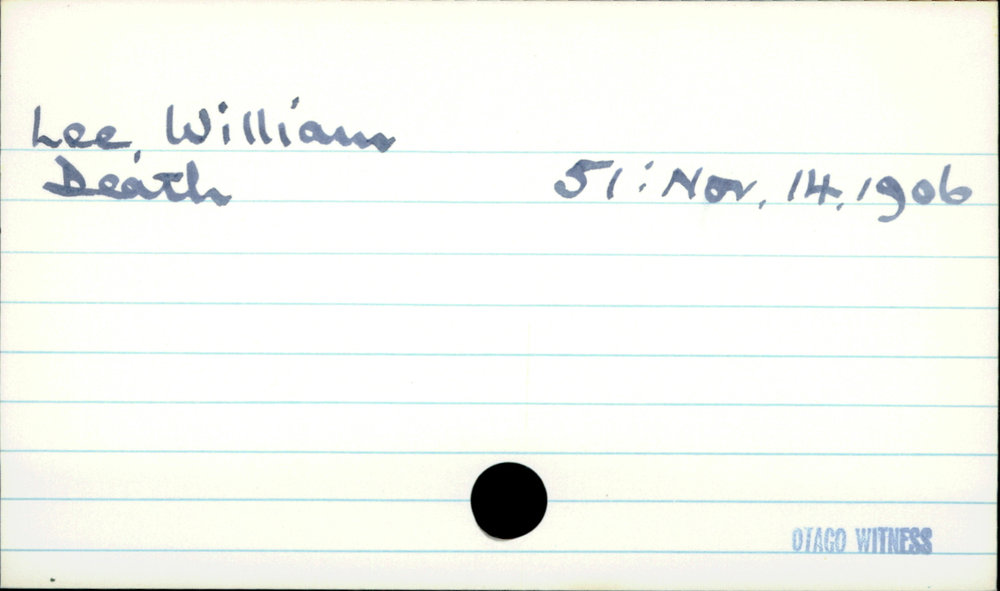 Lee, William
Death 51: Nov. 14, 1906
OTAGO WITNESS